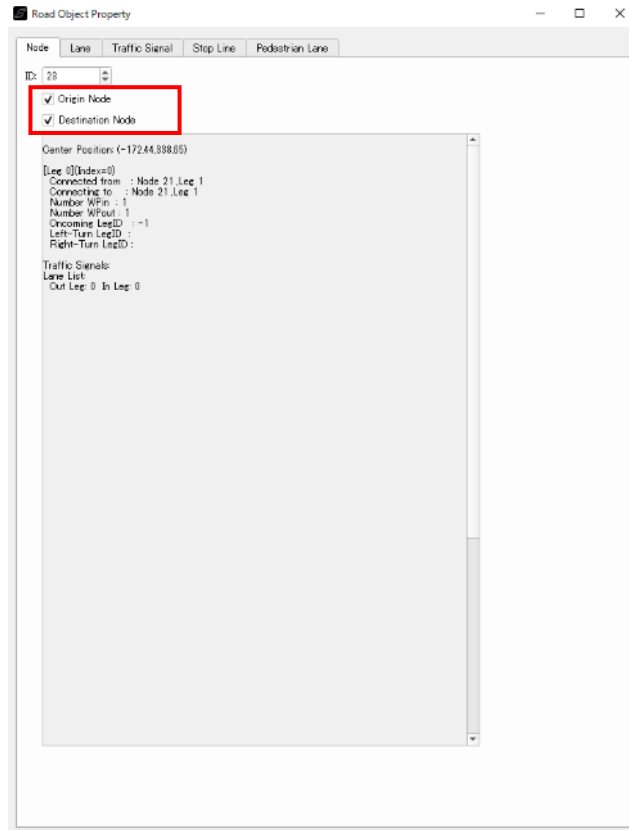 Road Object Property
Node Lane Traffic Signal Stop Line Pedestrian Lane
ID: 23
Origin Node
Destination Node
Center Position: (-172.44,338.65)
[Leg 0](Index=0)
Connected from : Node 21 ,Leg 1
Connecting to : Node 21 ,Leg 1
Number WPin : 1
Number WPout : 1
Oncoming LegID : -1
Left-Turn LegID :
Right-Turn LegID :
Traffic Signals:
Lane List:
Out Leg: 0 In Leg: 0